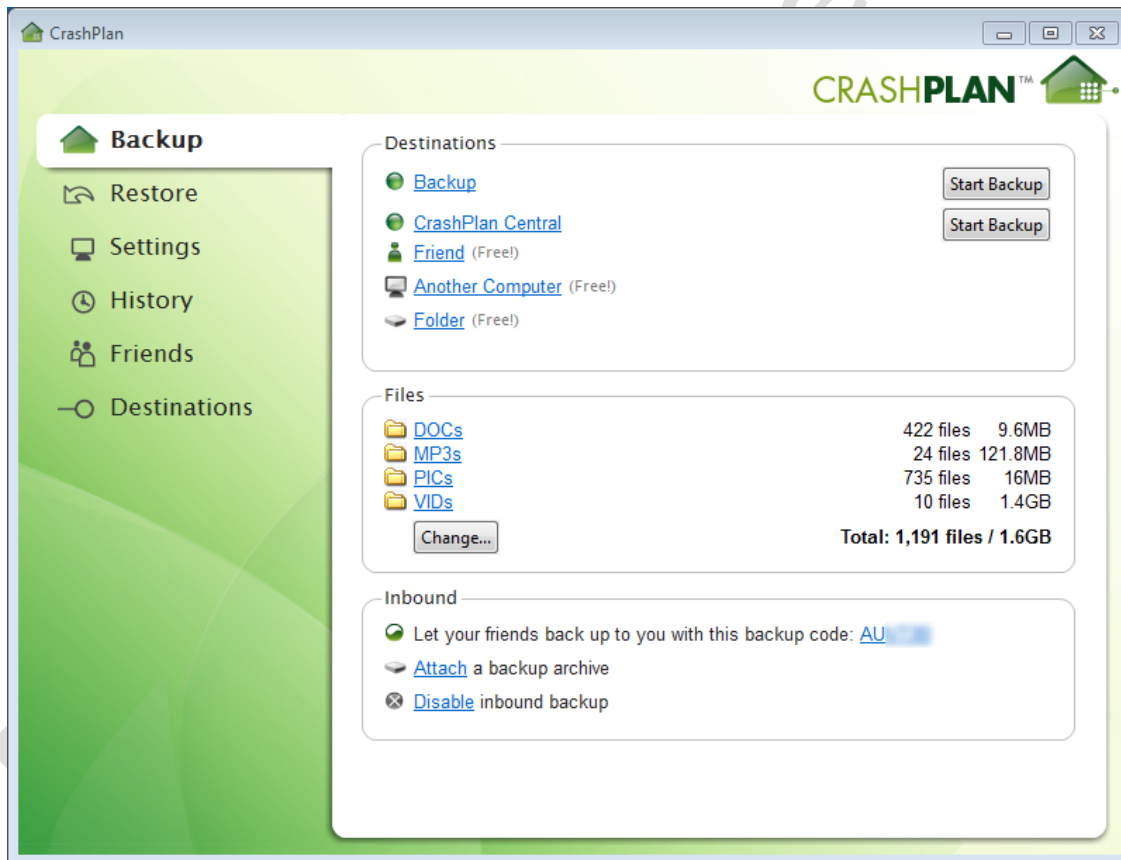 CrashPlan
CRASHPLAN™
Backup
Restore
Settings
History
Friends
Destinations
Destinations
Backup Start Backup
CrashPlan Central Start Backup
Friend (Free!)
Another Computer (Free!)
Folder (Free!)
Files
DOCs 422 files 9.6MB
MP3s 24 files 121.8MB
PICs 735 files 16MB
VIDs 10 files 1.4GB
Change... Total: 1,191 files / 1.6GB
Inbound
Let your friends back up to you with this backup code: AU
Attach a backup archive
Disable inbound backup